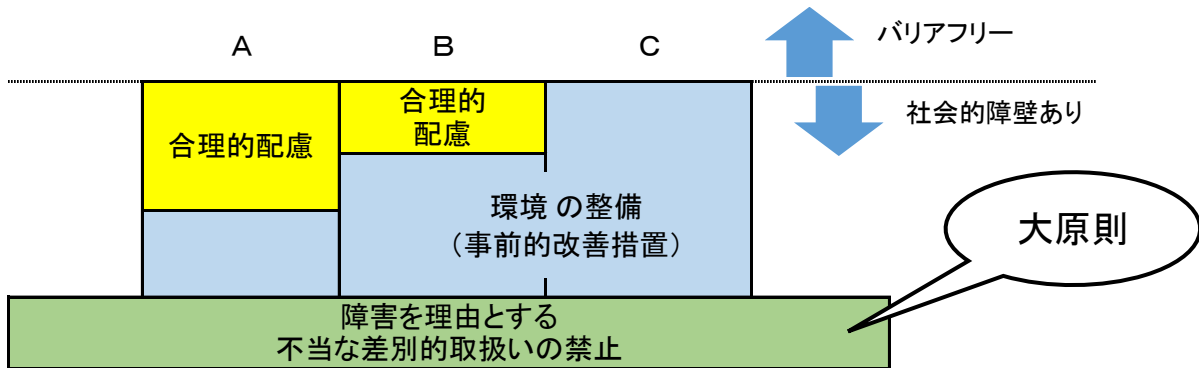 A B C
バリアフリー
社会的障壁あり
合理的配慮
合理的
配慮
環境 の整備
（事前的改善措置）
大原則
障害を理由とする
不当な差別的取扱いの禁止